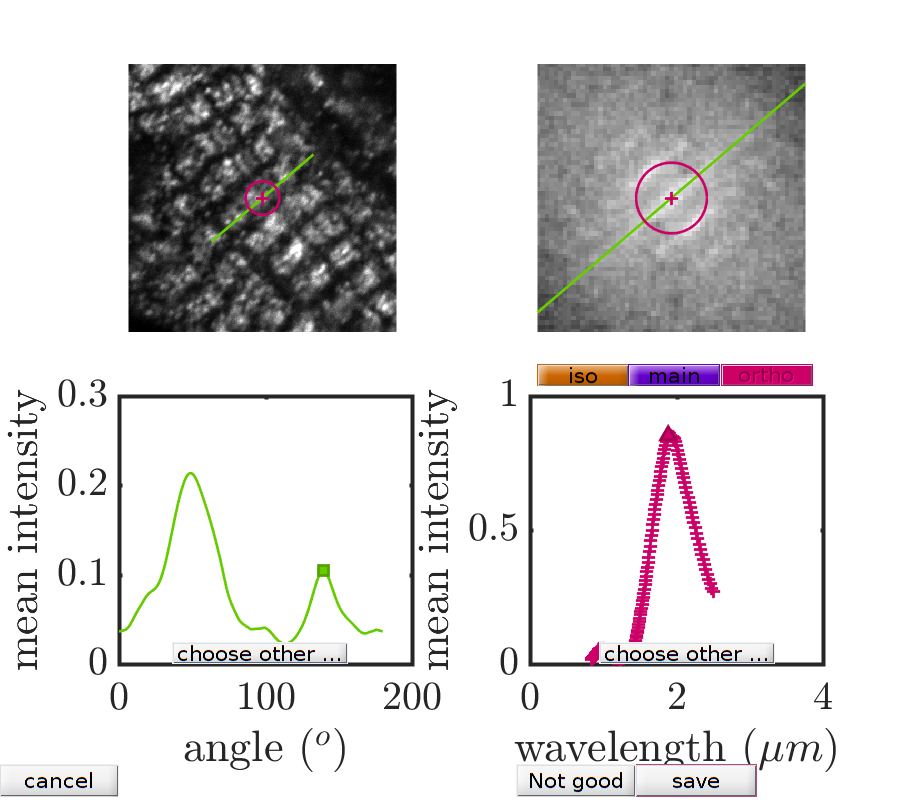 iso main ortho
mean intensity
0.3
0.2
0.1
0
0 100 200
angle (º)
choose other ...
mean intensity
1
0.5
0
0 2 4
wavelength (μm)
choose other ...
cancel
Not good
save